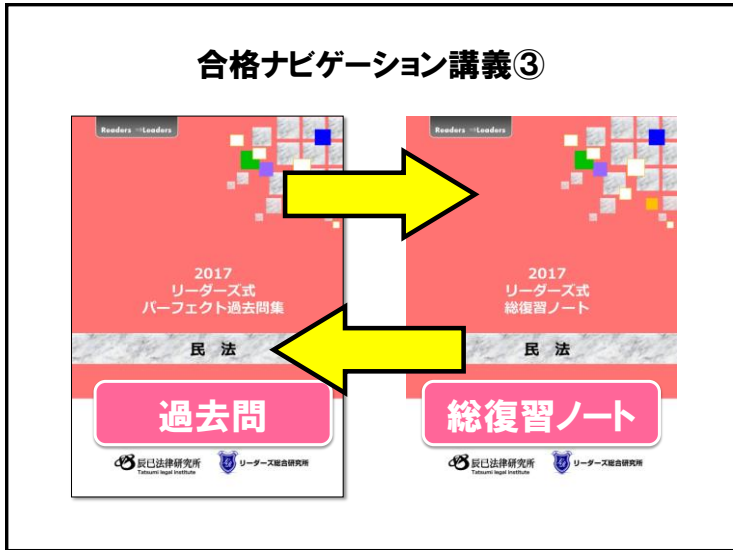 合格ナビゲーション講義③
Readers⇒Leaders
2017
リーダーズ式
パーフェクト過去問集
民法
過去問
辰已法律研究所
Tatsumi legal institute
リーダーズ総合研究所
Readers⇒Leaders
2017
リーダーズ式
総復習ノート
民法
総復習ノート
辰已法律研究所
Tatsumi legal institute
リーダーズ総合研究所